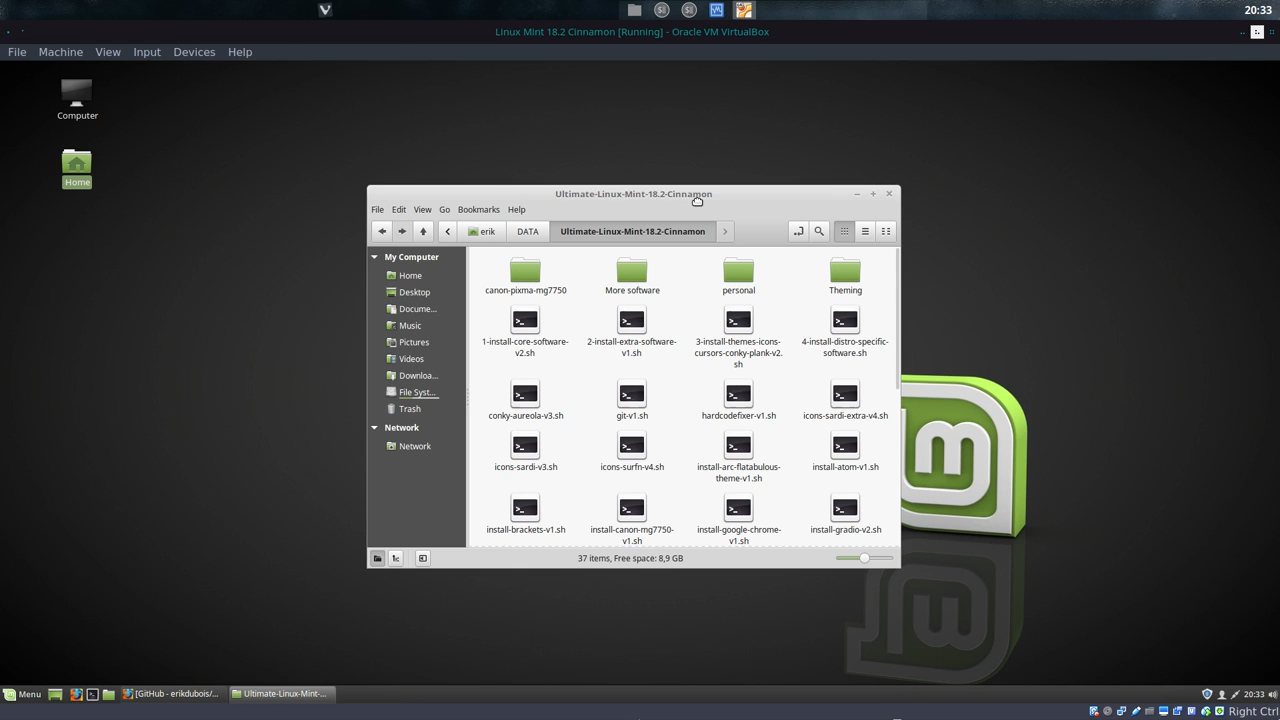 20:33
Linux Mint 18.2 Cinnamon [Running] - Oracle VM VirtualBox
File Machine View Input Devices Help
Computer
Home
Ultimate-Linux-Mint-18.2-Cinnamon
File Edit View Go Bookmarks Help
erik DATA Ultimate-Linux-Mint-18.2-Cinnamon
My Computer
Home
Desktop
Docume...
Music
Pictures
Videos
Downloa...
File Syst...
Trash
Network
Network
canon-pixma-mg7750 More software personal Theming
1-install-core-software-
v2.sh
2-install-extra-software-
v1.sh
3-install-themes-icons-
cursors-conky-plank-v2.
sh
4-install-distro-specific-
software.sh
conky-aureola-v3.sh git-v1.sh hardcodefixer-v1.sh icons-sardi-extra-v4.sh
icons-sardi-v3.sh icons-surfn-v4.sh
install-arc-flatabulous-
theme-v1.sh
install-atom-v1.sh
install-brackets-v1.sh
install-canon-mg7750-
v1.sh
install-google-chrome-
v1.sh
install-gradio-v2.sh
37 items, Free space: 8,9 GB
Menu [GitHub - erikdubois/... Ultimate-Linux-Mint-... 20:33
Right Ctrl